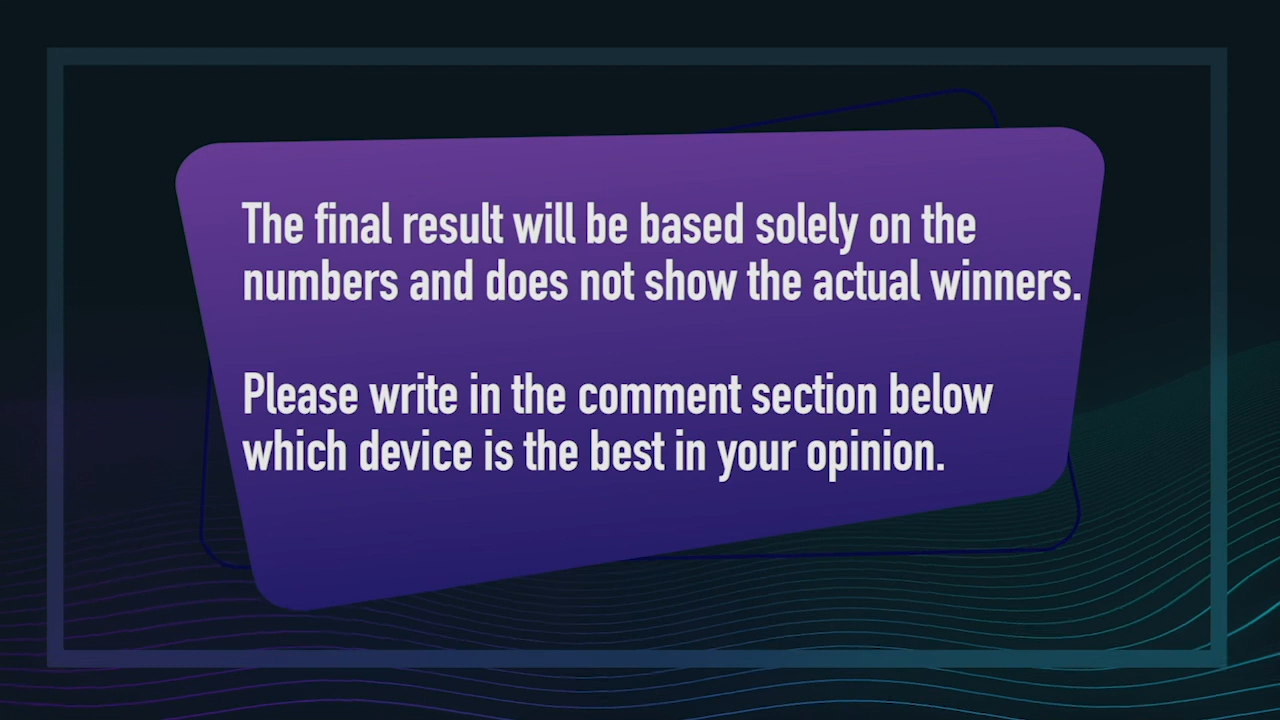 The final result will be based solely on the
numbers and does not show the actual winners.
Please write in the comment section below
which device is the best in your opinion.